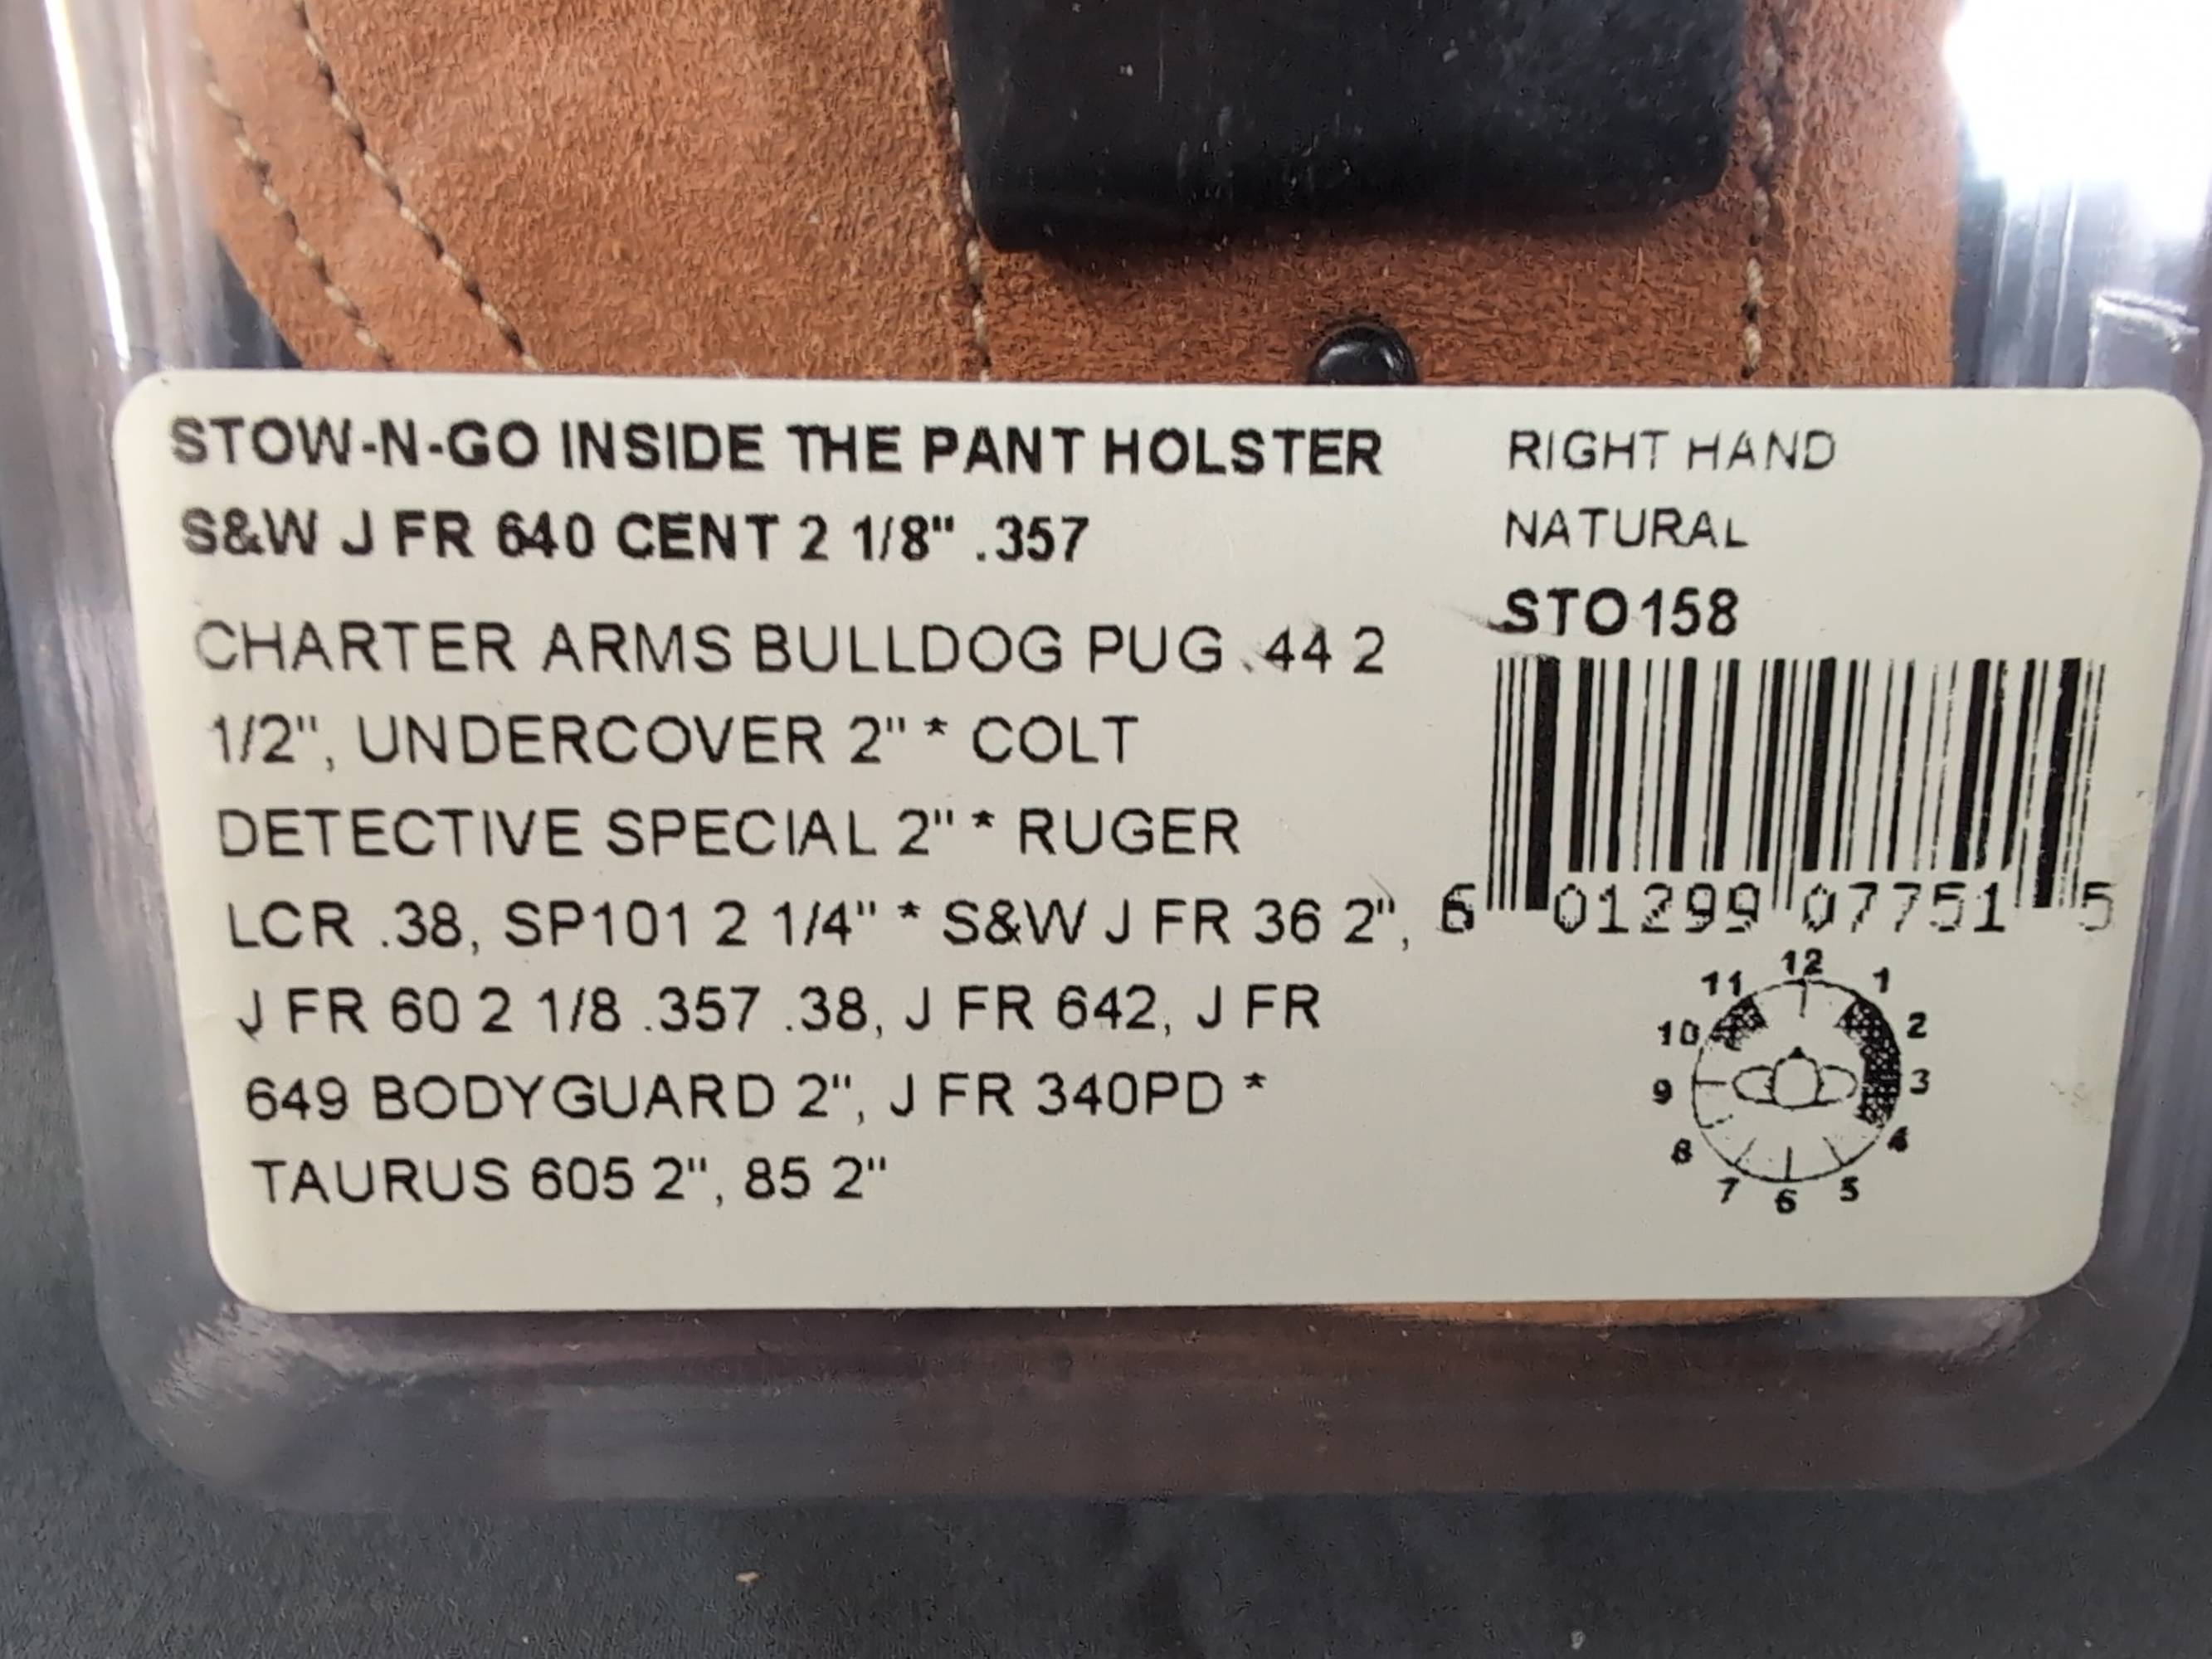 STOW-N-GO INSIDE THE PANT HOLSTER
S&W J FR 640 CENT 2 1/8" .357
CHARTER ARMS BULLDOG PUG .44 2
1/2", UNDERCOVER 2" * COLT
DETECTIVE SPECIAL 2" * RUGER
LCR .38, SP101 2 1/4" * S&W J FR 36 2",
J FR 60 2 1/8 .357 .38, J FR 642, J FR
649 BODYGUARD 2", J FR 340PD *
TAURUS 605 2", 85 2"
RIGHT HAND
NATURAL
STO158
6 01299 07751 5
12
11 1
10 2
9 3
8 4
7 5
6